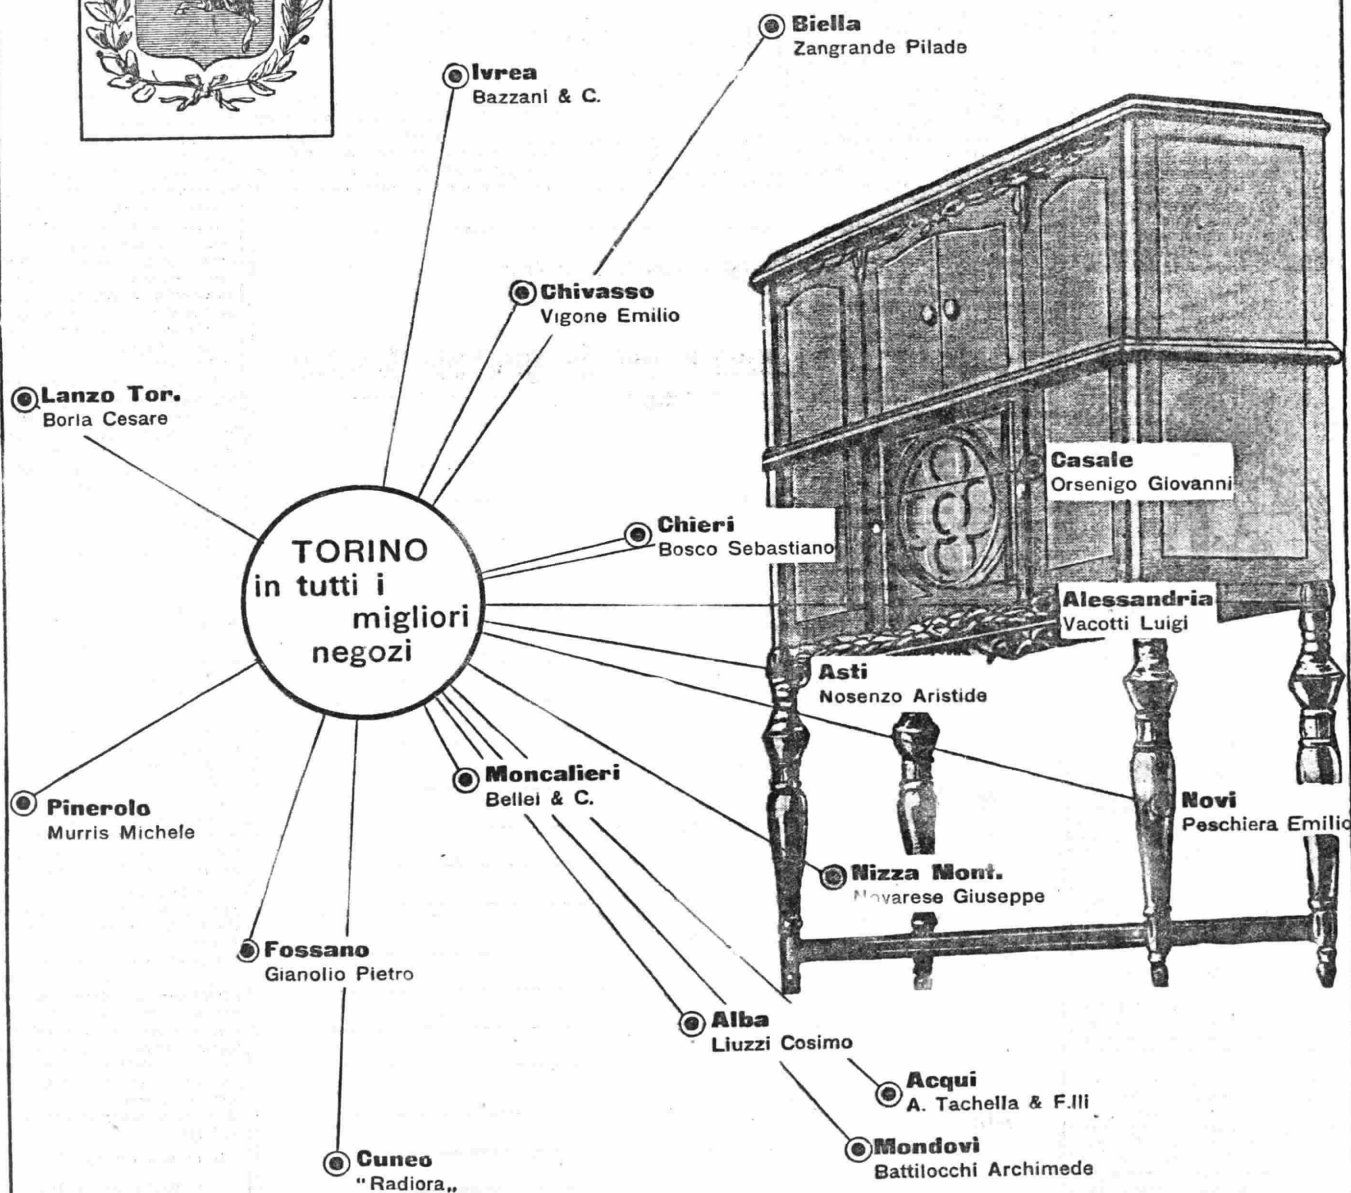 Biella
Zangrande Pilade
Ivrea
Bazzani & C.
Chivasso
Vigone Emilio
Lanzo Tor.
Borla Cesare
Casale
Orsenigo Giovanni
Chieri
Bosco Sebastiano
TORINO
in tutti i
migliori
negozi
Alessandria
Vacotti Luigi
Asti
Nosenzo Aristide
Moncalieri
Bellei & C.
Pinerolo
Murris Michele
Novi
Peschiera Emilio
Nizza Mont.
Novarese Giuseppe
Fossano
Gianolio Pietro
Alba
Liuzzi Cosimo
Acqui
A. Tachella & F.lli
Mondovì
Battilocchi Archimede
Cuneo
"Radiora„